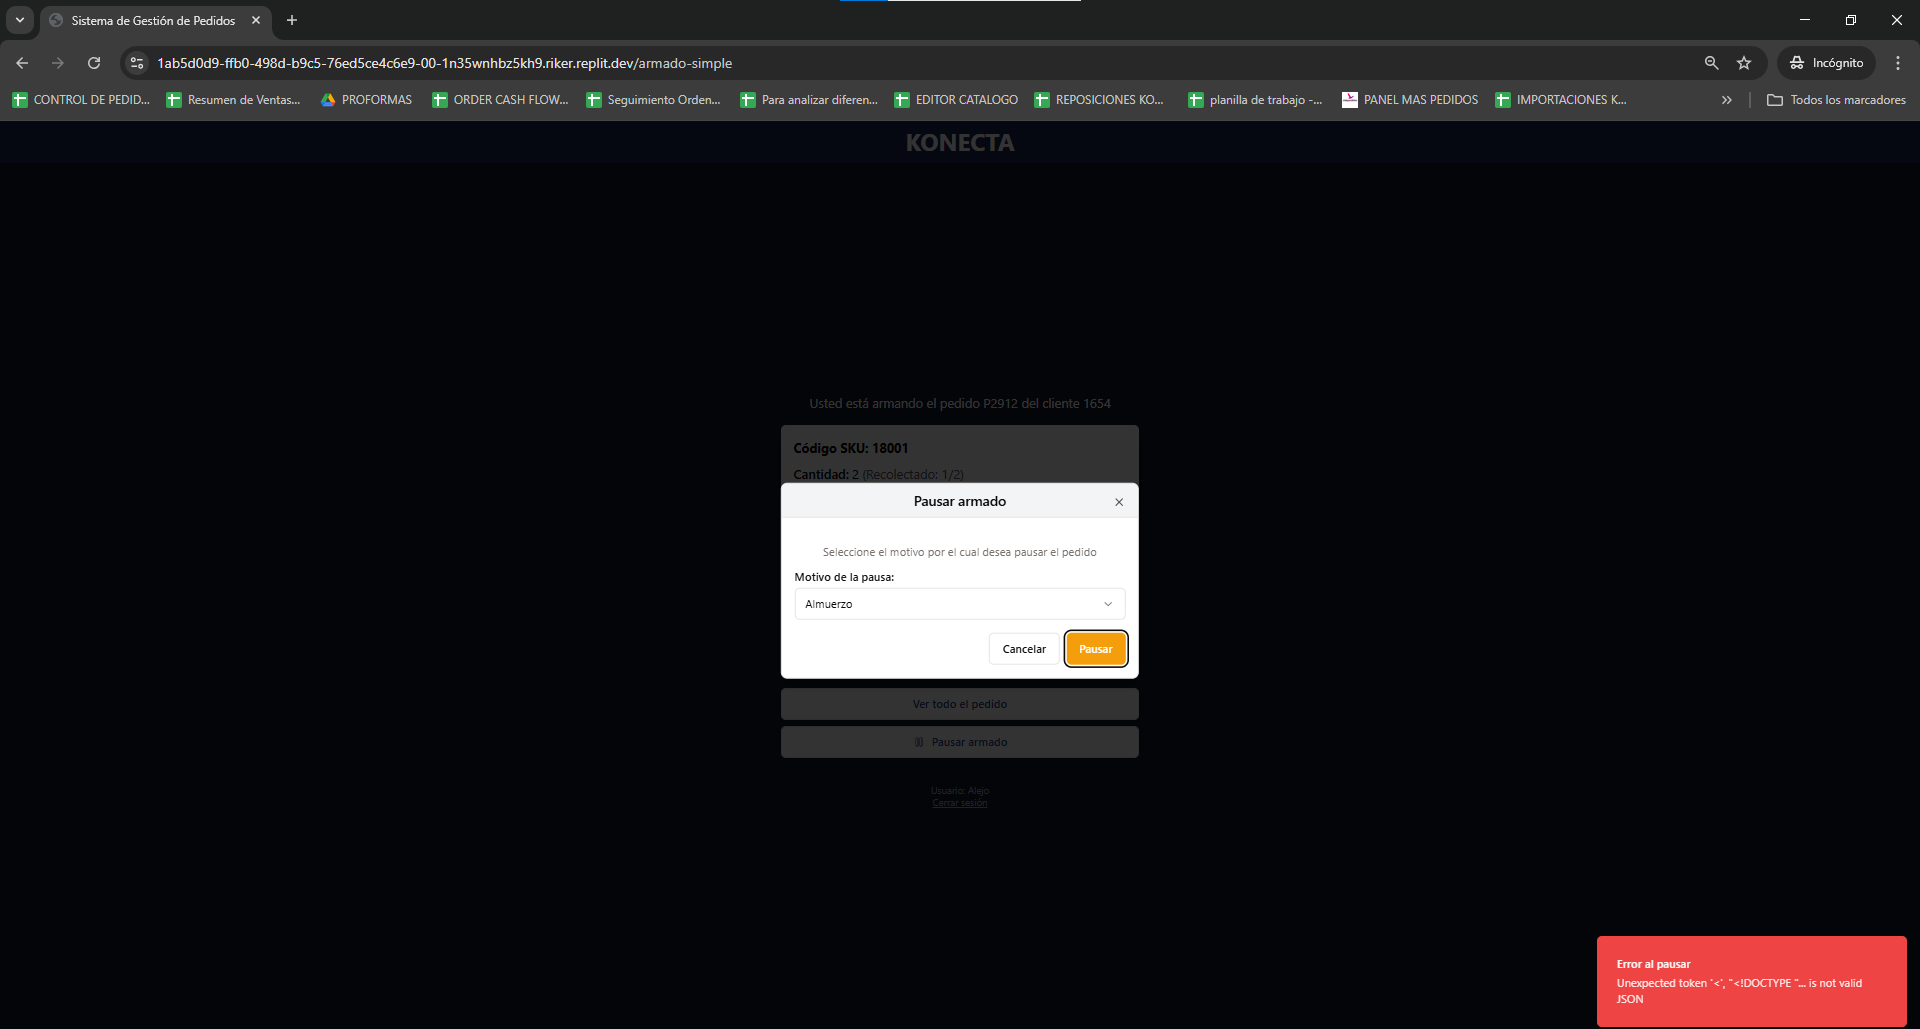 Sistema de Gestión de Pedidos
1ab5d0d9-ffb0-498d-b9c5-76ed5ce4c6e9-00-1n35wnhbz5kh9.riker.replit.dev/armado-simple
Incógnito
CONTROL DE PEDID...
Resumen de Ventas...
PROFORMAS
ORDER CASH FLOW...
Seguimiento Orden...
Para analizar diferen...
EDITOR CATALOGO
REPOSICIONES KO...
planilla de trabajo -...
PANEL MAS PEDIDOS
IMPORTACIONES K...
Todos los marcadores
KONECTA
Usted está armando el pedido P2912 del cliente 1654
Código SKU: 18001
Cantidad: 2 (Recolectado: 1/2)
Pausar armado
Seleccione el motivo por el cual desea pausar el pedido
Motivo de la pausa:
Almuerzo
Cancelar
Pausar
Ver todo el pedido
Pausar armado
Usuario: Alejo
Cerrar sesión
Error al pausar
Unexpected token '<', "<!DOCTYPE "... is not valid
JSON